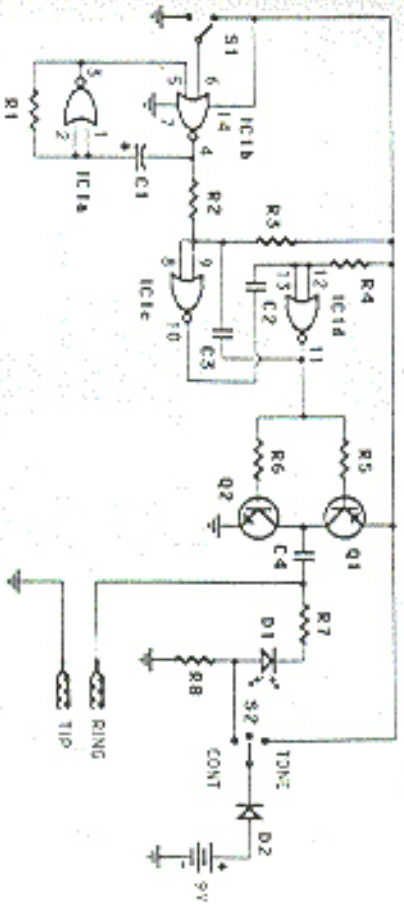 R4
R5
Q1
IC1d
12
11
R7
13
R3
C2
C4
D1
TONE
IC1b
R6
S2
D2
S1
14
Q2
6
R2
9
C3
CONT
+
9V
-
5
4
8
10
R8
7
IC1c
C1
+
1
RING
3
IC1a
2
TIP
R1